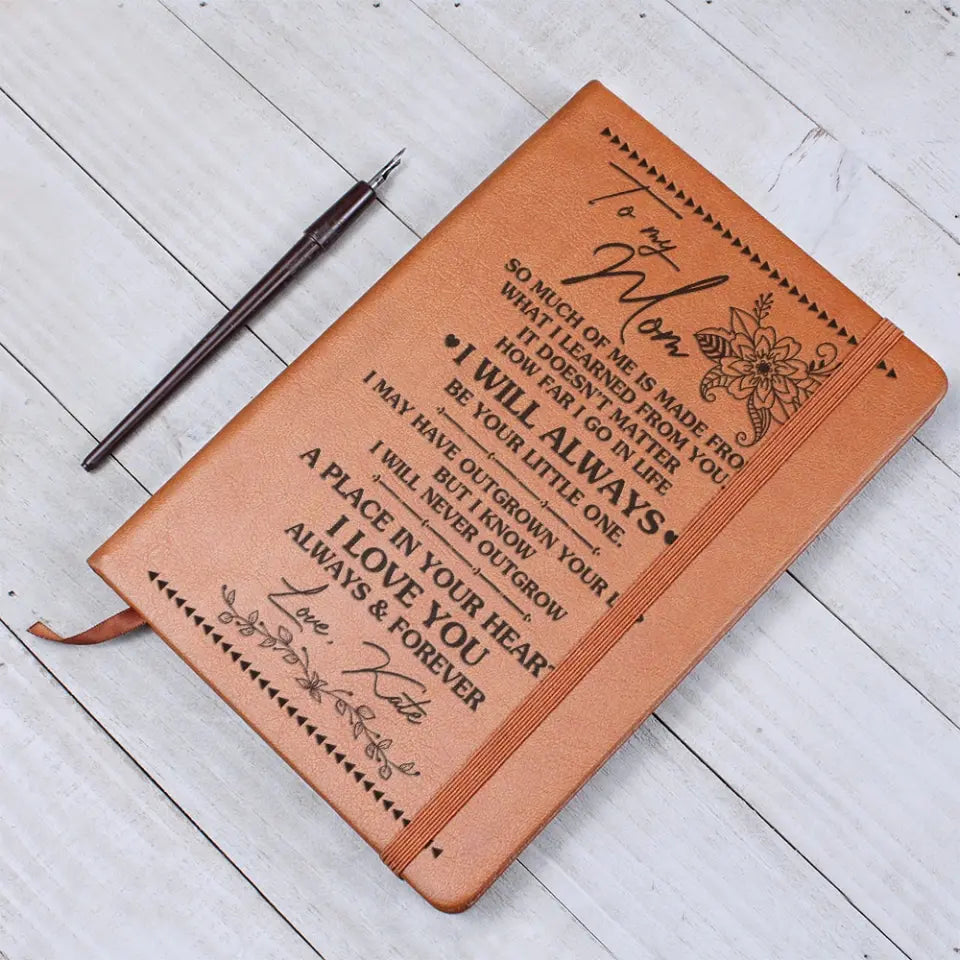 To my
Mom
SO MUCH OF ME IS MADE FRO
WHAT I LEARNED FROM YOU.
IT DOESN'T MATTER
HOW FAR I GO IN LIFE
I WILL ALWAYS
BE YOUR LITTLE ONE.
I MAY HAVE OUTGROWN YOUR L
BUT I KNOW
I WILL NEVER OUTGROW
A PLACE IN YOUR HEART
I LOVE YOU
ALWAYS & FOREVER
Love,
Kate